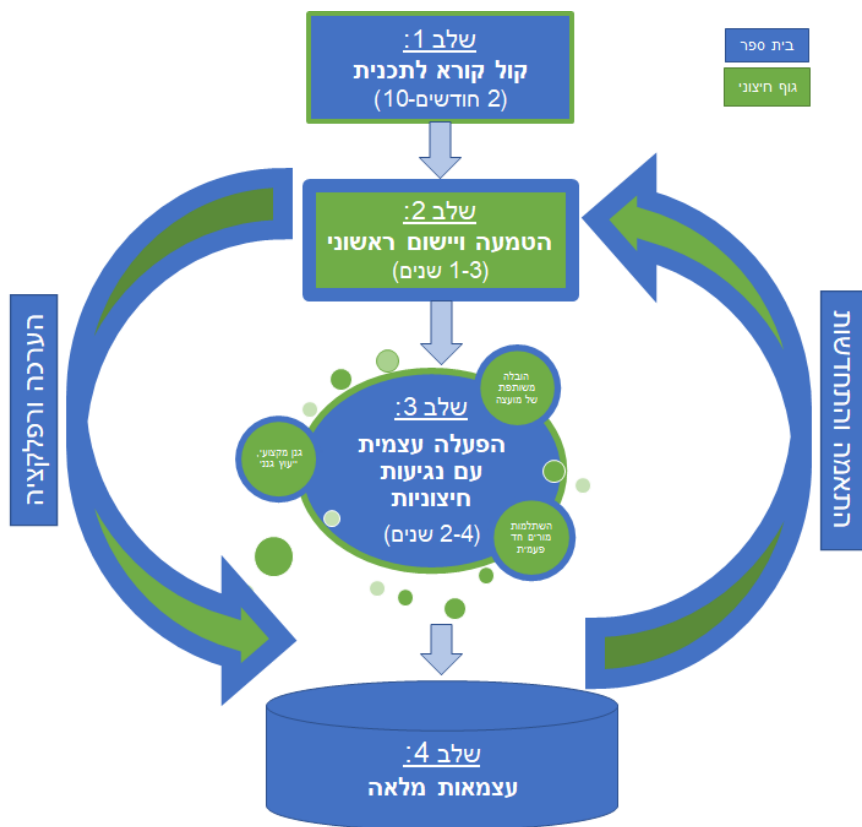 שלב 1:
קול קורא לתכנית
(2 חודשים-10)
בית ספר
גוף חיצוני
שלב 2:
הטמעה ויישום ראשוני
(1-3 שנים)
הובלה
משותפת
של מועצה
שלב 3:
הפעלה עצמית
עם נגיעות
חיצוניות
(2-4 שנים)
גנן מקצועי,
השתלמות
מורים חד
פעמית
הערכה ורפלקציה
התאמה והתחדשות
שלב 4:
עצמאות מלאה